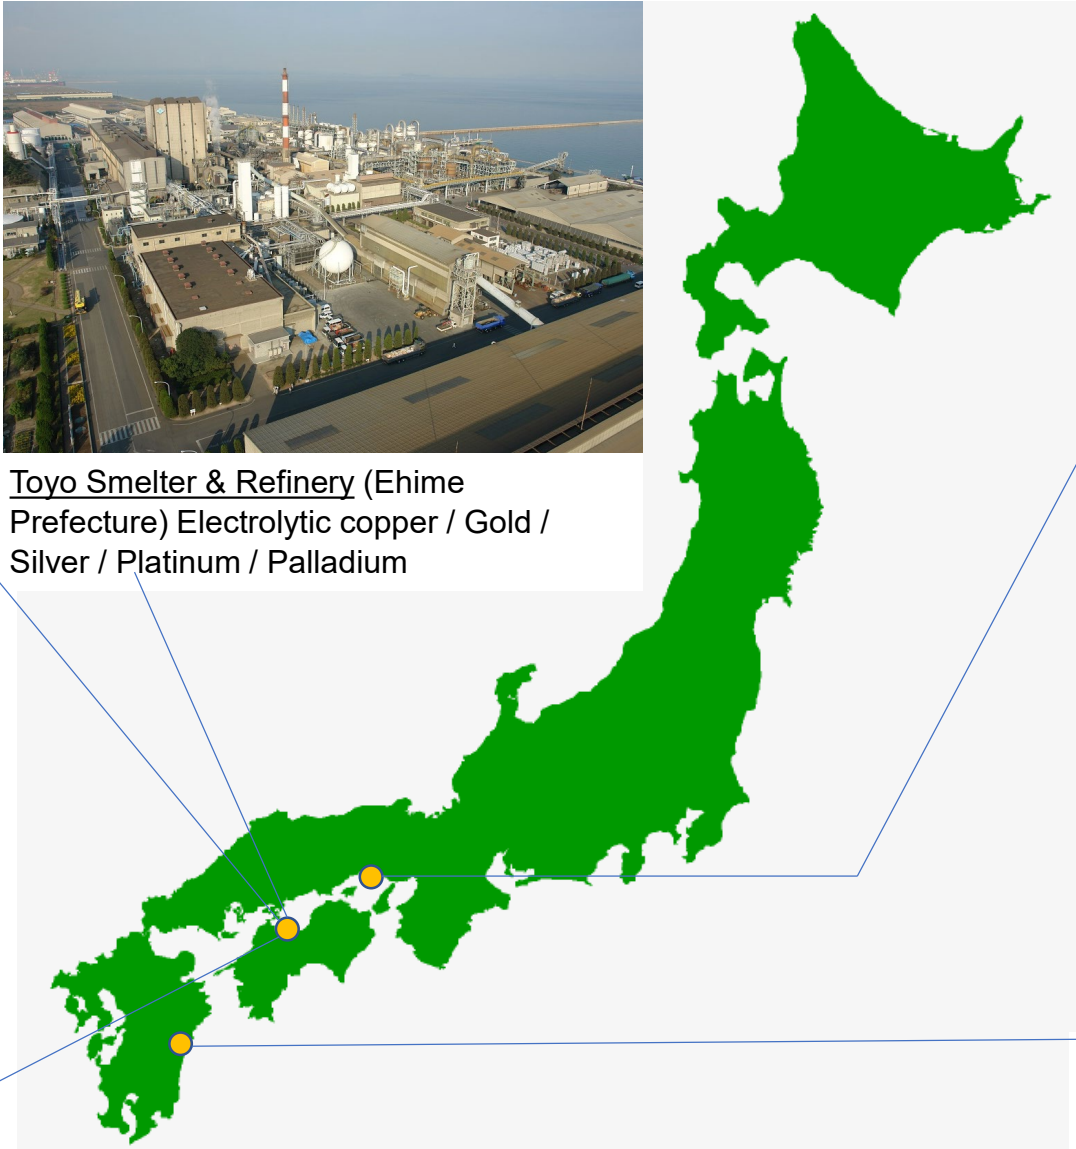 Toyo Smelter & Refinery (Ehime
Prefecture) Electrolytic copper / Gold /
Silver / Platinum / Palladium